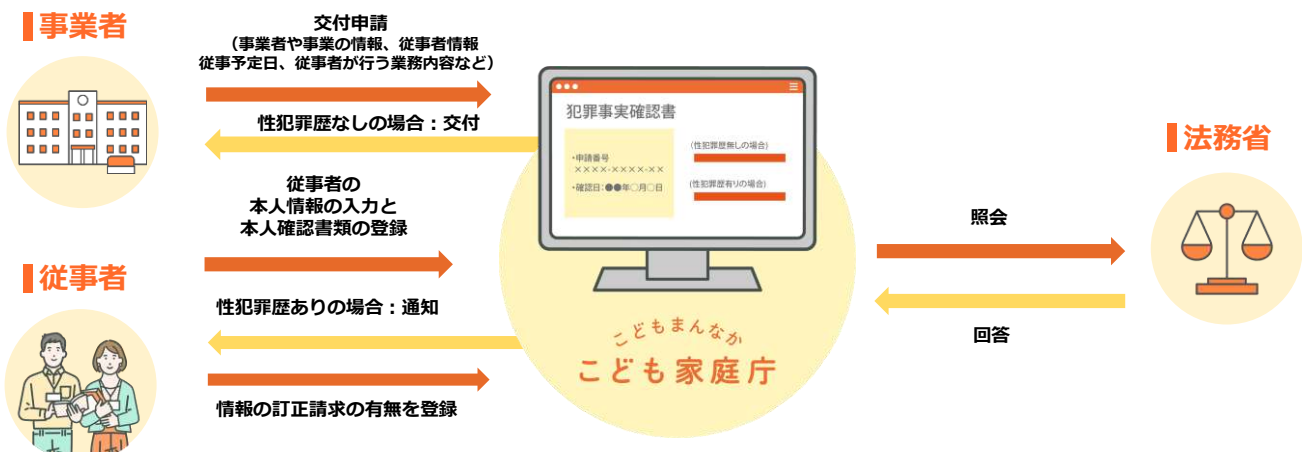 事業者
交付申請
（事業者や事業の情報、従事者情報
従事予定日、従事者が行う業務内容など）
性犯罪歴なしの場合：交付
従事者の
本人情報の入力と
本人確認書類の登録
従事者
性犯罪歴ありの場合：通知
情報の訂正請求の有無を登録
犯罪事実確認書
・申請番号
××××-××××-××
・確認日：●●年○月○日
(性犯罪歴無しの場合)
(性犯罪歴有りの場合)
こどもまんなか
こども家庭庁
照会
回答
法務省